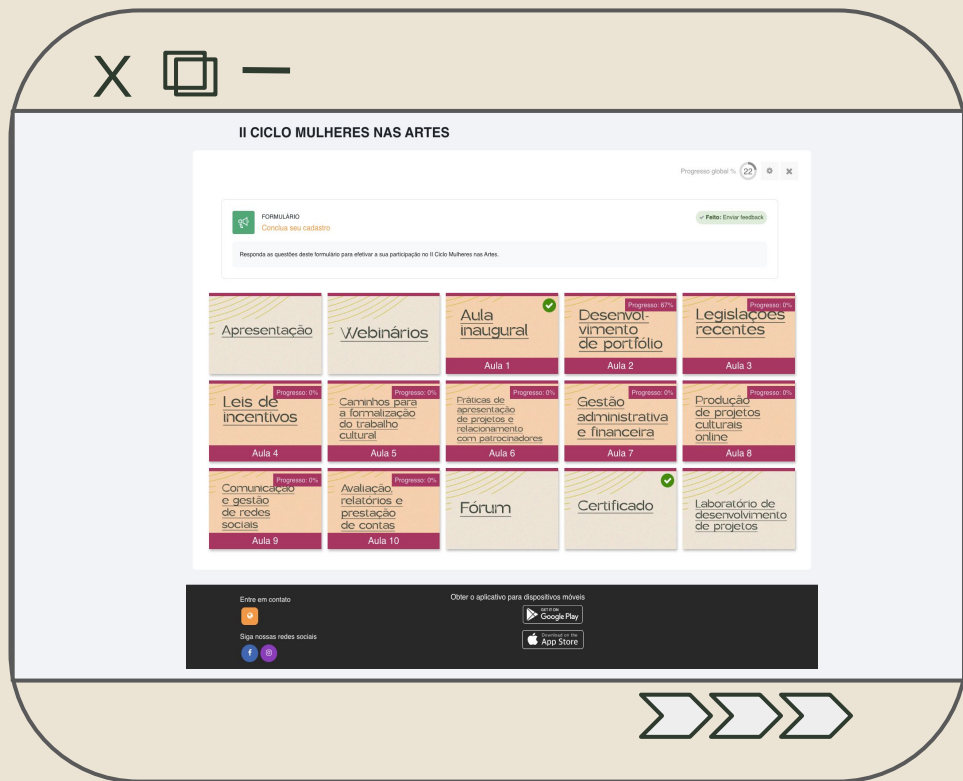 II CICLO MULHERES NAS ARTES
Progresso global % 22
FORMULÁRIO
Conclua seu cadastro
Feito: Enviar feedback
Responda as questões deste formulário para efetivar a sua participação no II Ciclo Mulheres nas Artes.
Apresentação
Webinários
Aula
inaugural
Aula 1
Progresso: 67%
Desenvol-
vimento
de portfólio
Aula 2
Progresso: 0%
Legislações
recentes
Aula 3
Progresso: 0%
Leis de
incentivos
Aula 4
Progresso: 0%
Caminhos para
a formalização
do trabalho
cultural
Aula 5
Progresso: 0%
Práticas de
apresentação
de projetos e
relacionamento
com patrocinadores
Aula 6
Progresso: 0%
Gestão
administrativa
e financeira
Aula 7
Progresso: 0%
Produção
de projetos
culturais
online
Aula 8
Progresso: 0%
Comunicação
e gestão
de redes
sociais
Aula 9
Progresso: 0%
Avaliação,
relatórios e
prestação
de contas
Aula 10
Fórum
Certificado
Laboratório de
desenvolvimento
de projetos
Entre em contato
Siga nossas redes sociais
Obter o aplicativo para dispositivos móveis
GET IT ON
Google Play
Download on the
App Store